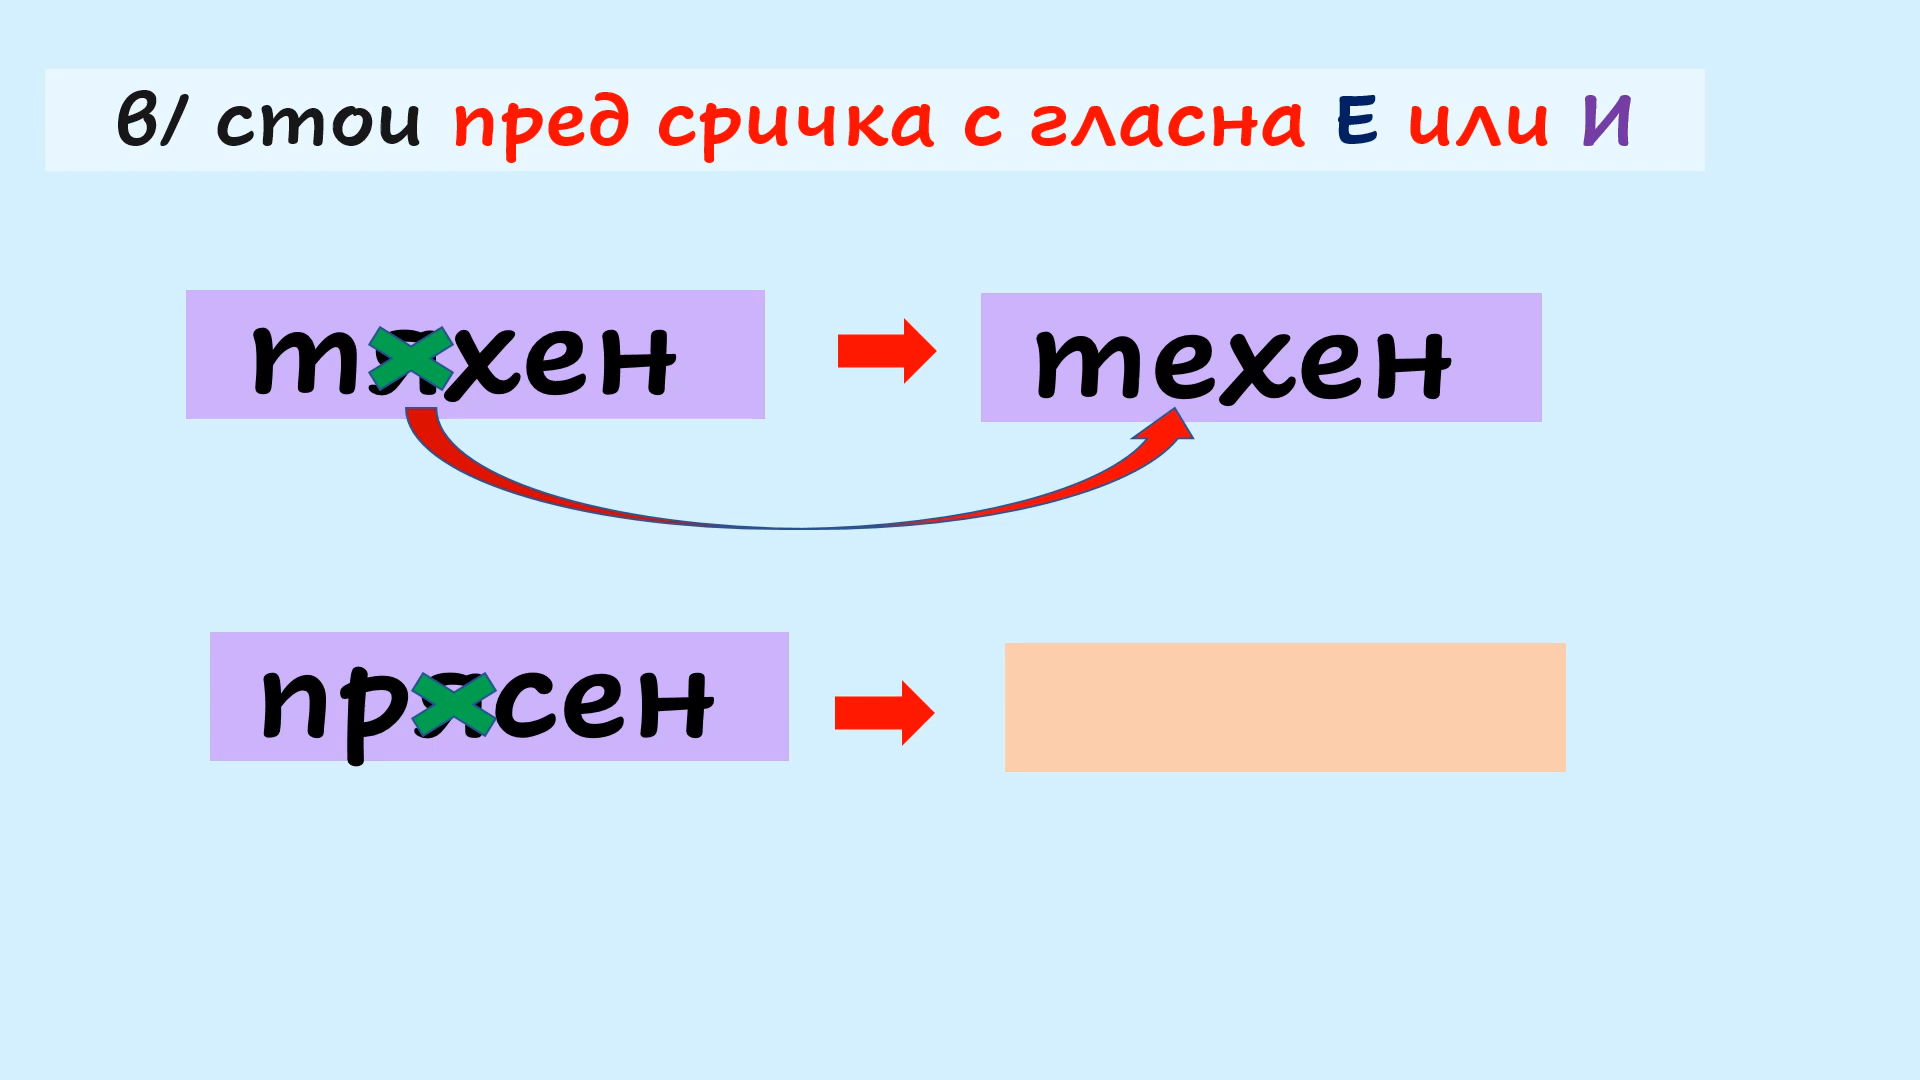 в/ стои пред сричка с гласна Е или И
тяхен
техен
прясен